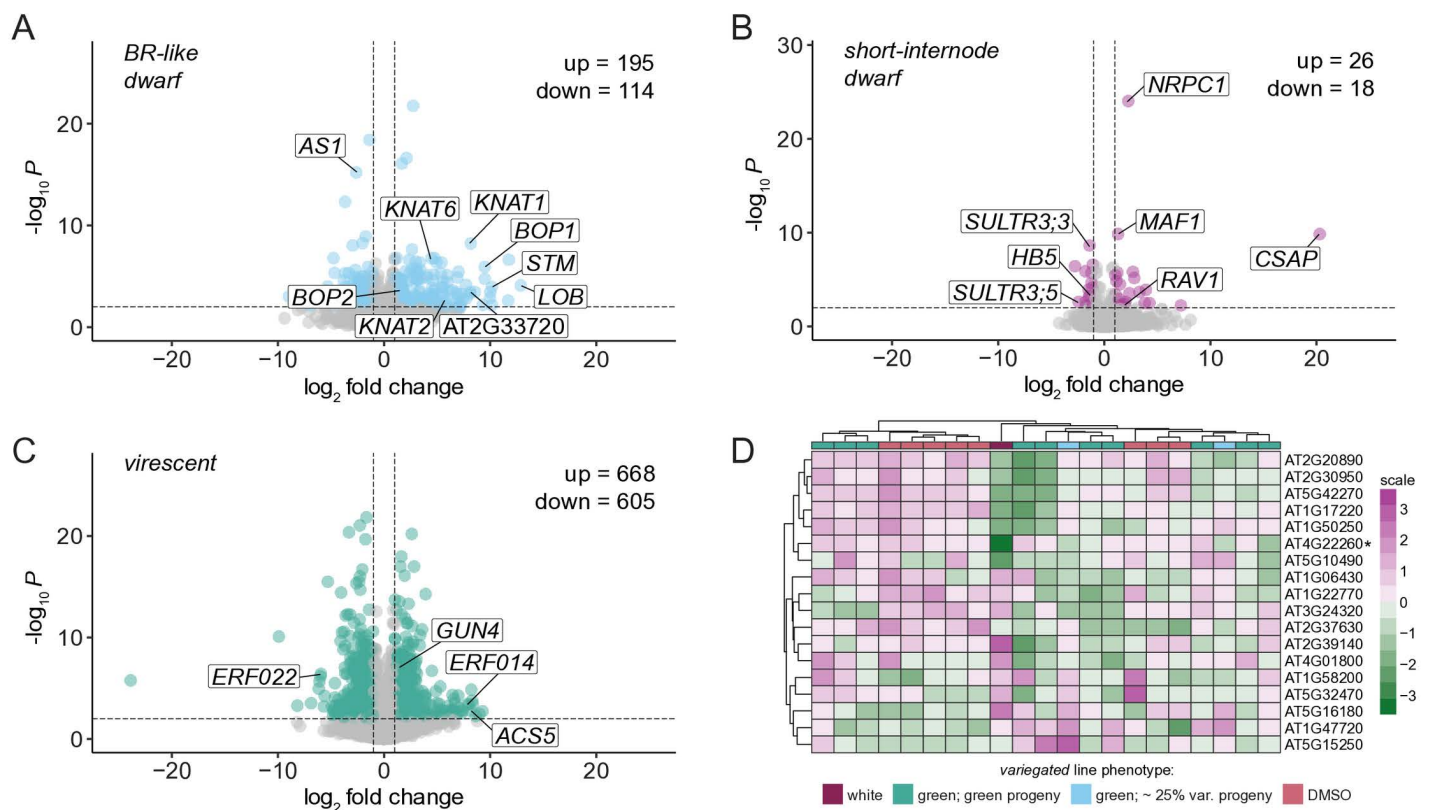 A
BR-like
dwarf
up = 195
down = 114
AS1
KNAT6
KNAT1
BOP1
STM
LOB
BOP2
KNAT2
AT2G33720
-log10 P
20
10
0
−20
−10
0
10
20
log2 fold change
B
short-internode
dwarf
up = 26
down = 18
NRPC1
SULTR3;3
MAF1
HB5
CSAP
RAV1
SULTR3;5
-log10 P
30
20
10
0
−20
−10
0
10
20
log2 fold change
C
virescent
up = 668
down = 605
GUN4
ERF014
ERF022
ACS5
-log10 P
20
10
0
−20
−10
0
10
20
log2 fold change
D
AT2G20890
AT2G30950
AT5G42270
AT1G17220
AT1G50250
AT4G22260*
AT5G10490
AT1G06430
AT1G22770
AT3G24320
AT2G37630
AT2G39140
AT4G01800
AT1G58200
AT5G32470
AT5G16180
AT1G47720
AT5G15250
scale
3
2
1
0
−1
−2
−3
variegated line phenotype:
white
green; green progeny
green; ~ 25% var. progeny
DMSO